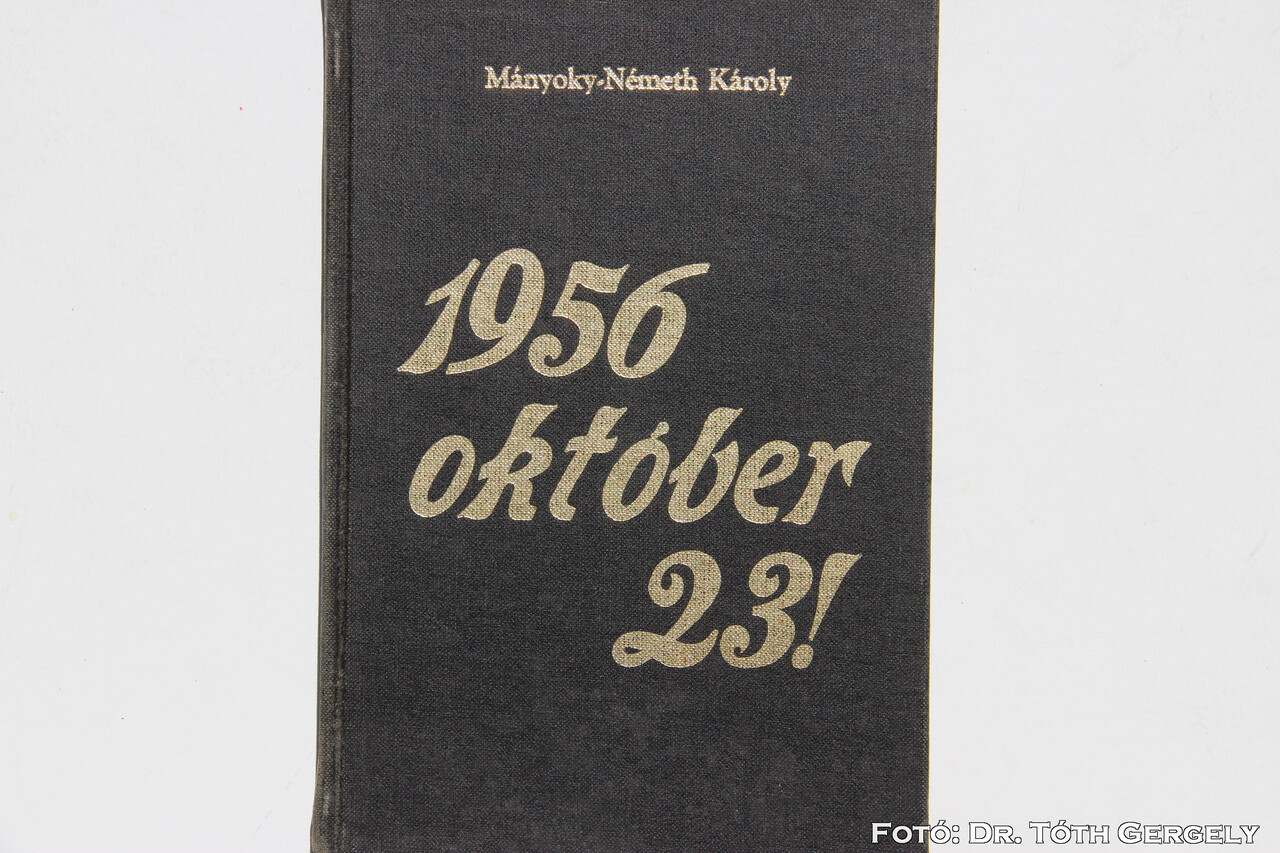 Mányoky-Németh Károly
1956
október
23!
Fotó: Dr. Tóth Gergely